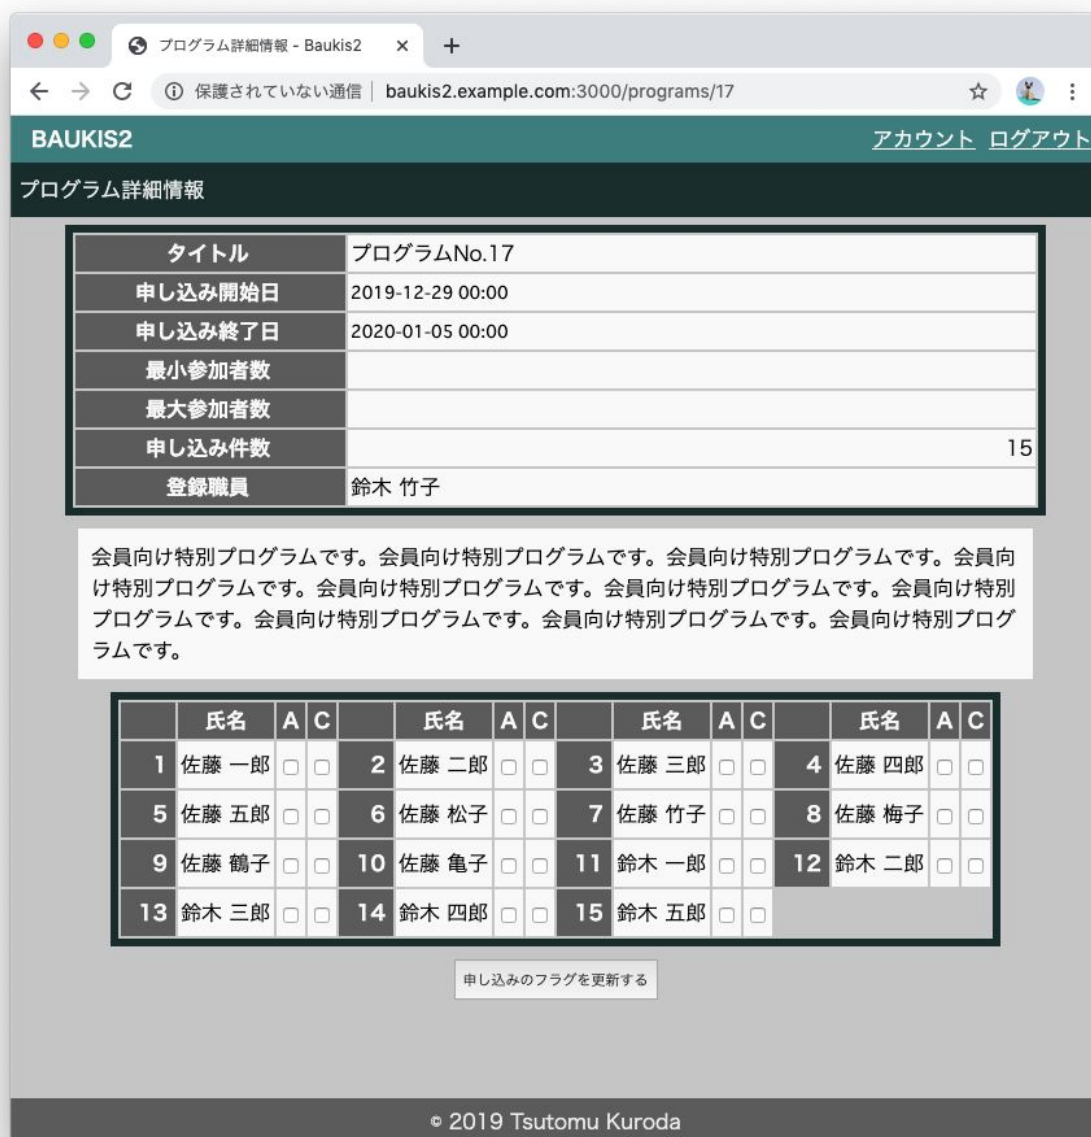 プログラム詳細情報 - Baukis2
保護されていない通信 | baukis2.example.com:3000/programs/17
BAUKIS2 アカウント ログアウト
プログラム詳細情報
タイトル プログラムNo.17
申し込み開始日 2019-12-29 00:00
申し込み終了日 2020-01-05 00:00
最小参加者数
最大参加者数
申し込み件数 15
登録職員 鈴木 竹子
会員向け特別プログラムです。会員向け特別プログラムです。会員向け特別プログラムです。会員向
け特別プログラムです。会員向け特別プログラムです。会員向け特別プログラムです。会員向け特別
プログラムです。会員向け特別プログラムです。会員向け特別プログラムです。会員向け特別プログ
ラムです。
氏名 A C 氏名 A C 氏名 A C 氏名 A C
1 佐藤 一郎 2 佐藤 二郎 3 佐藤 三郎 4 佐藤 四郎
5 佐藤 五郎 6 佐藤 松子 7 佐藤 竹子 8 佐藤 梅子
9 佐藤 鶴子 10 佐藤 亀子 11 鈴木 一郎 12 鈴木 二郎
13 鈴木 三郎 14 鈴木 四郎 15 鈴木 五郎
申し込みのフラグを更新する
© 2019 Tsutomu Kuroda